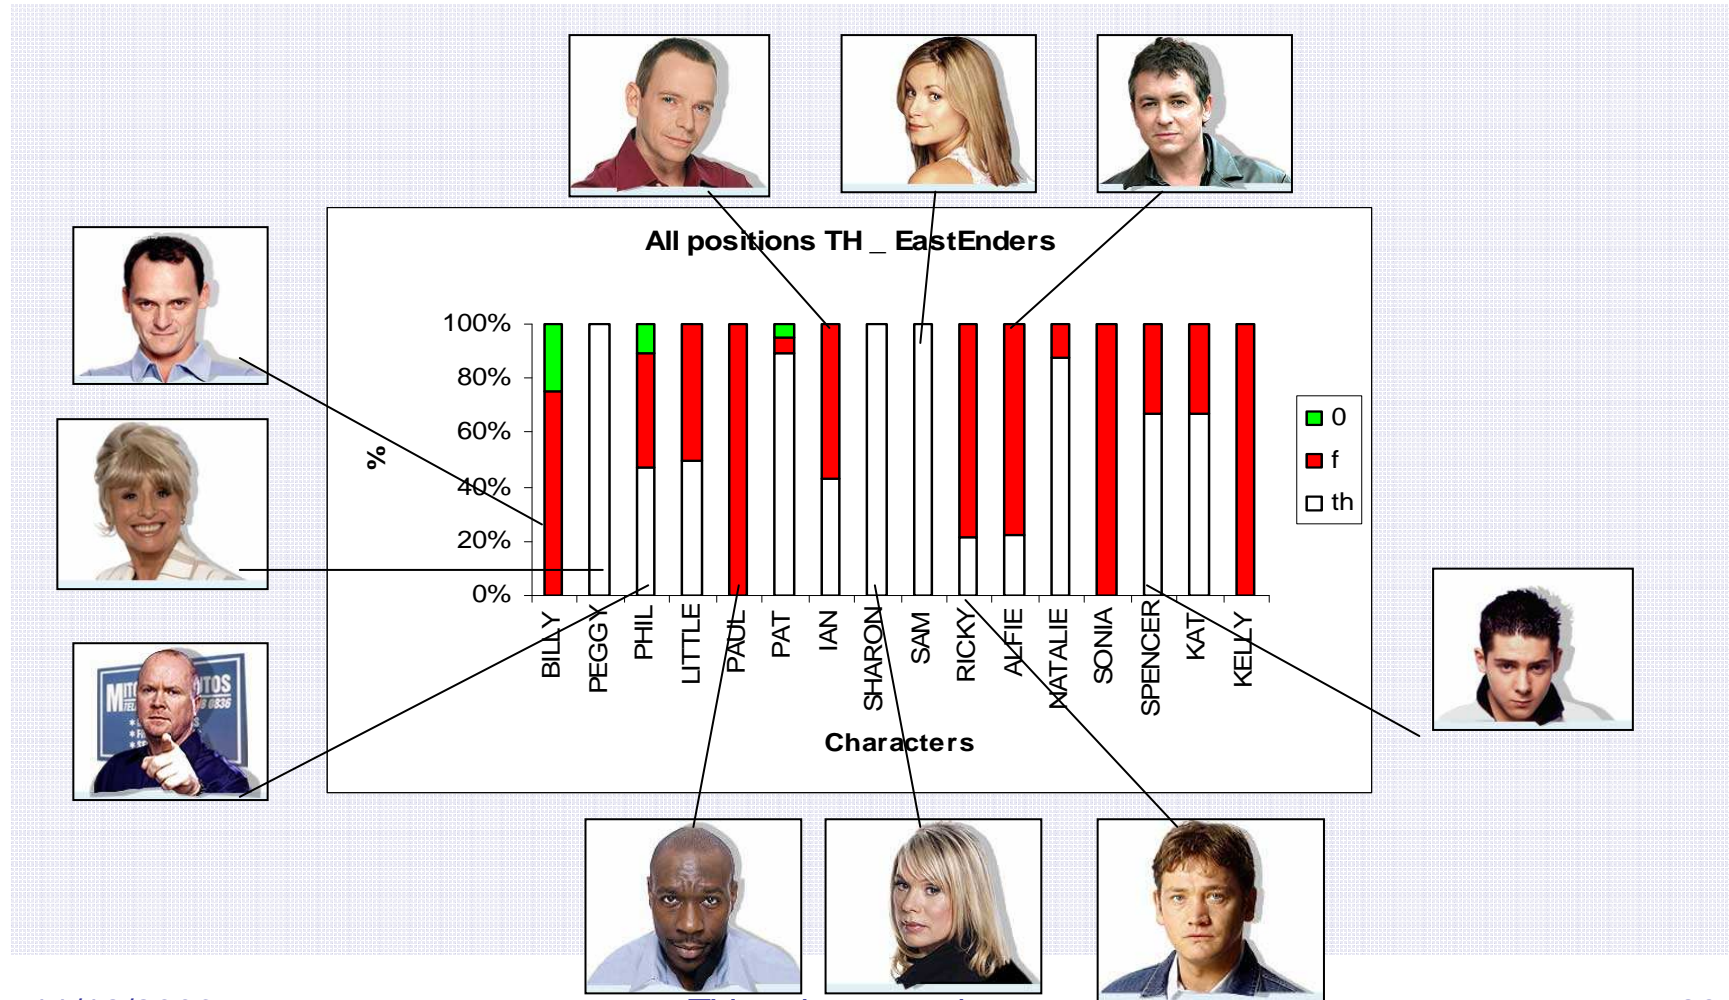 All positions TH _ EastEnders
100%
80%
60%
40%
20%
0%
%
BILLY
PEGGY
PHIL
LITTLE
PAUL
PAT
IAN
SHARON
SAM
RICKY
ALFIE
NATALIE
SONIA
SPENCER
KAT
KELLY
Characters
0
f
th